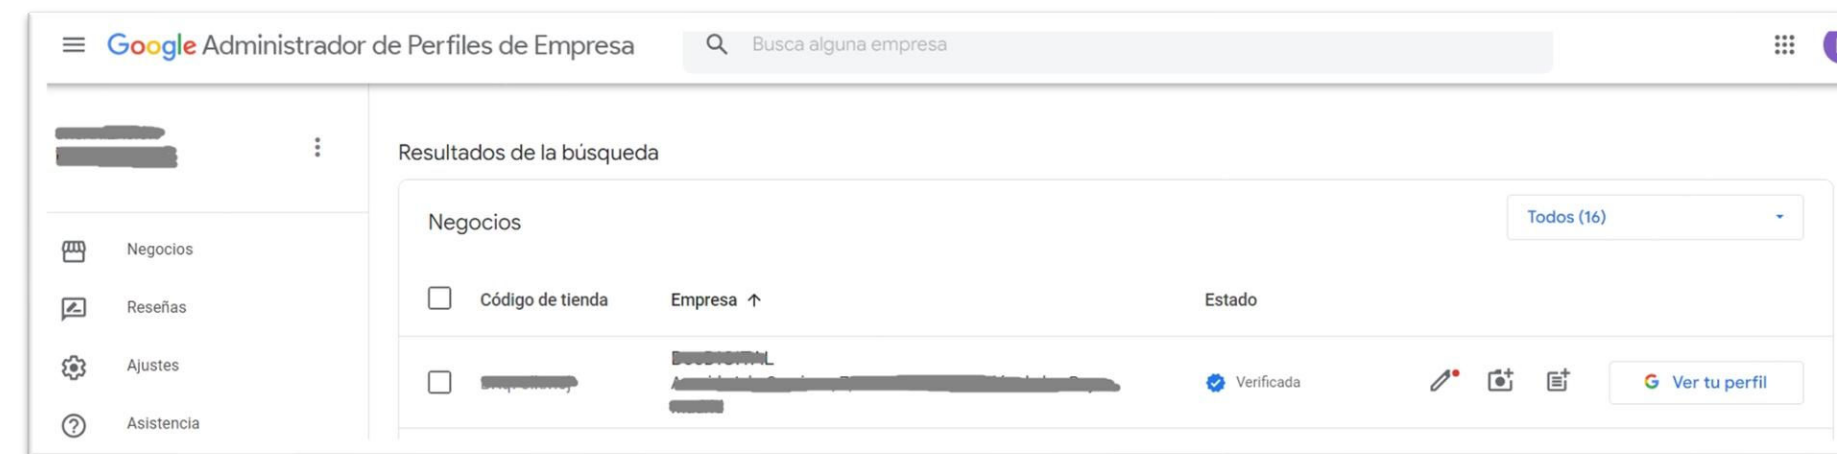 Google Administrador de Perfiles de Empresa
Busca alguna empresa
Resultados de la búsqueda
Negocios
Todos (16)
Negocios
Reseñas
Ajustes
Asistencia
Código de tienda Empresa ↑ Estado
Verificada
G Ver tu perfil